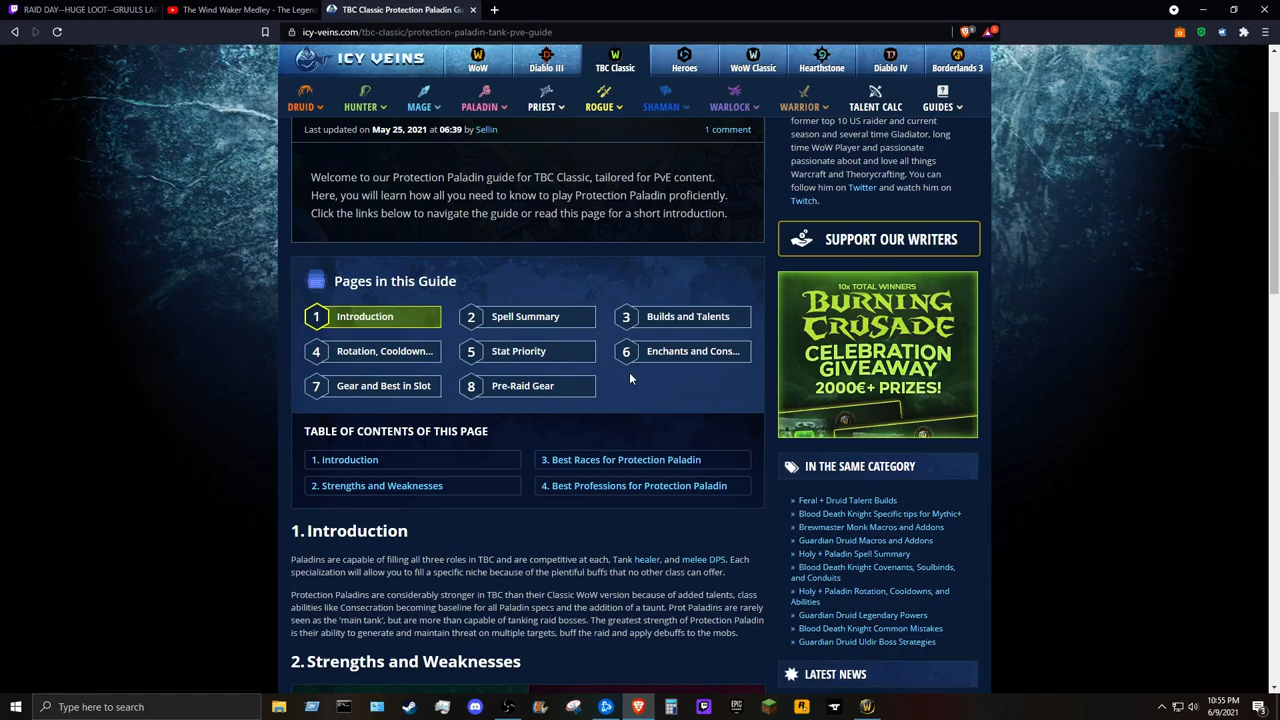 RAID DAY--HUGE LOOT--GRUULS LAI
The Wind Waker Medley - The Legen
TBC Classic Protection Paladin Gu
icy-veins.com/tbc-classic/protection-paladin-tank-pve-guide
ICY VEINS
WoW
Diablo III
TBC Classic
Heroes
WoW Classic
Hearthstone
Diablo IV
Borderlands 3
DRUID
HUNTER
MAGE
PALADIN
PRIEST
ROGUE
SHAMAN
WARLOCK
WARRIOR
TALENT CALC
GUIDES
Last updated on May 25, 2021 at 06:39 by Sellin
1 comment
Welcome to our Protection Paladin guide for TBC Classic, tailored for PvE content.
Here, you will learn how all you need to know to play Protection Paladin proficiently.
Click the links below to navigate the guide or read this page for a short introduction.
Pages in this Guide
1 Introduction
2 Spell Summary
3 Builds and Talents
4 Rotation, Cooldown...
5 Stat Priority
6 Enchants and Cons...
7 Gear and Best in Slot
8 Pre-Raid Gear
TABLE OF CONTENTS OF THIS PAGE
1. Introduction
3. Best Races for Protection Paladin
2. Strengths and Weaknesses
4. Best Professions for Protection Paladin
1. Introduction
Paladins are capable of filling all three roles in TBC and are competitive at each, Tank healer, and melee DPS. Each
specialization will allow you to fill a specific niche because of the plentiful buffs that no other class can offer.
Protection Paladins are considerably stronger in TBC than their Classic WoW version because of added talents, class
abilities like Consecration becoming baseline for all Paladin specs and the addition of a taunt. Prot Paladins are rarely
seen as the 'main tank', but are more than capable of tanking raid bosses. The greatest strength of Protection Paladin
is their ability to generate and maintain threat on multiple targets, buff the raid and apply debuffs to the mobs.
2. Strengths and Weaknesses
former top 10 US raider and current
season and several time Gladiator, long
time WoW Player and passionate
passionate about and love all things
Warcraft and Theorycrafting. You can
follow him on Twitter and watch him on
Twitch.
SUPPORT OUR WRITERS
10x TOTAL WINNERS
BURNING
CRUSADE
CELEBRATION
GIVEAWAY
2000€+ PRIZES!
IN THE SAME CATEGORY
» Feral + Druid Talent Builds
» Blood Death Knight Specific tips for Mythic+
» Brewmaster Monk Macros and Addons
» Guardian Druid Macros and Addons
» Holy + Paladin Spell Summary
» Blood Death Knight Covenants, Soulbinds,
and Conduits
» Holy + Paladin Rotation, Cooldowns, and
Abilities
» Guardian Druid Legendary Powers
» Blood Death Knight Common Mistakes
» Guardian Druid Uldir Boss Strategies
LATEST NEWS
Type here to search
10:55 PM
6/9/2021